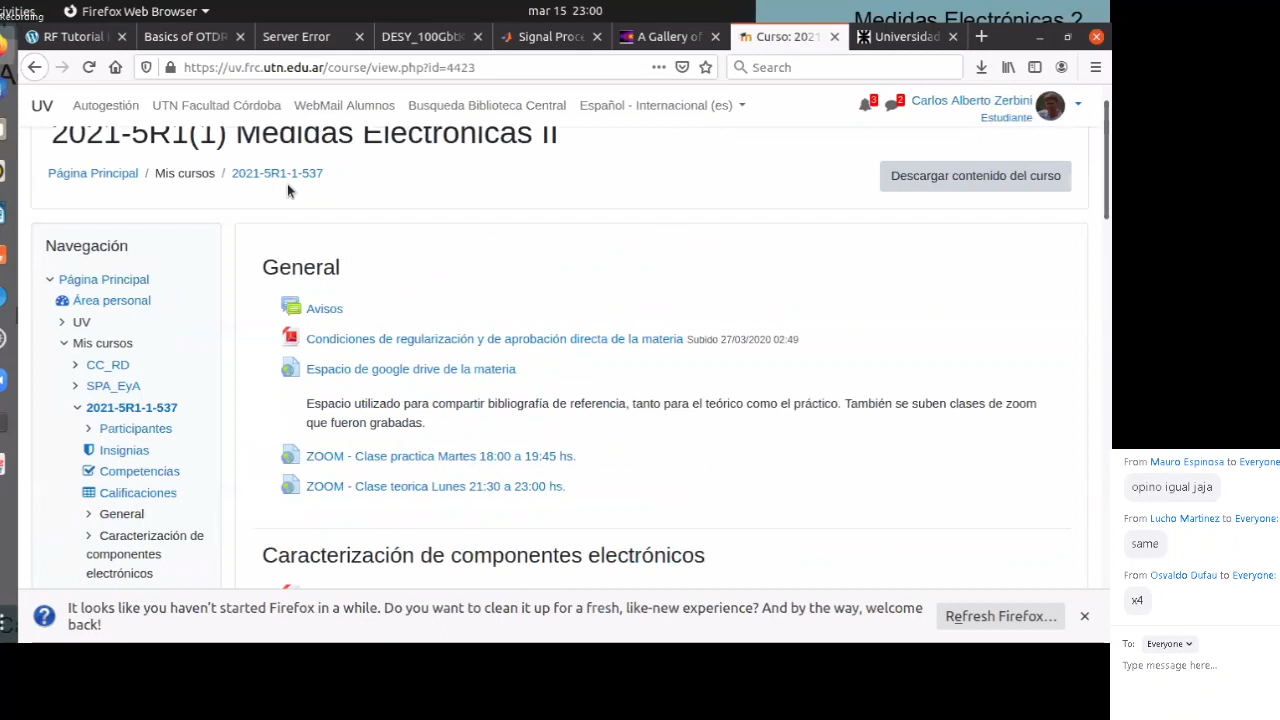 tivities
Firefox Web Browser
mar 15 23:00
Recording
Medidas Electrónicas 2
RF Tutorial
Basics of OTDR
Server Error
DESY_100Gbt
Signal Proce
A Gallery of
Curso: 2021
Universidad
https://uv.frc.utn.edu.ar/course/view.php?id=4423
Search
UV
Autogestión
UTN Facultad Córdoba
WebMail Alumnos
Busqueda Biblioteca Central
Español - Internacional (es)
3
2
Carlos Alberto Zerbini
Estudiante
2021-5R1(1) Medidas Electrónicas II
Página Principal / Mis cursos / 2021-5R1-1-537
Descargar contenido del curso
Navegación
Página Principal
Área personal
UV
Mis cursos
CC_RD
SPA_EyA
2021-5R1-1-537
Participantes
Insignias
Competencias
Calificaciones
General
Caracterización de
componentes
electrónicos
General
Avisos
Condiciones de regularización y de aprobación directa de la materia Subido 27/03/2020 02:49
Espacio de google drive de la materia
Espacio utilizado para compartir bibliografía de referencia, tanto para el teórico como el práctico. También se suben clases de zoom
que fueron grabadas.
ZOOM - Clase practica Martes 18:00 a 19:45 hs.
ZOOM - Clase teorica Lunes 21:30 a 23:00 hs.
Caracterización de componentes electrónicos
It looks like you haven't started Firefox in a while. Do you want to clean it up for a fresh, like-new experience? And by the way, welcome
back!
Refresh Firefox...
From Mauro Espinosa to Everyone
opino igual jaja
From Lucho Martinez to Everyone:
same
From Osvaldo Dufau to Everyone:
x4
To: Everyone
Type message here...